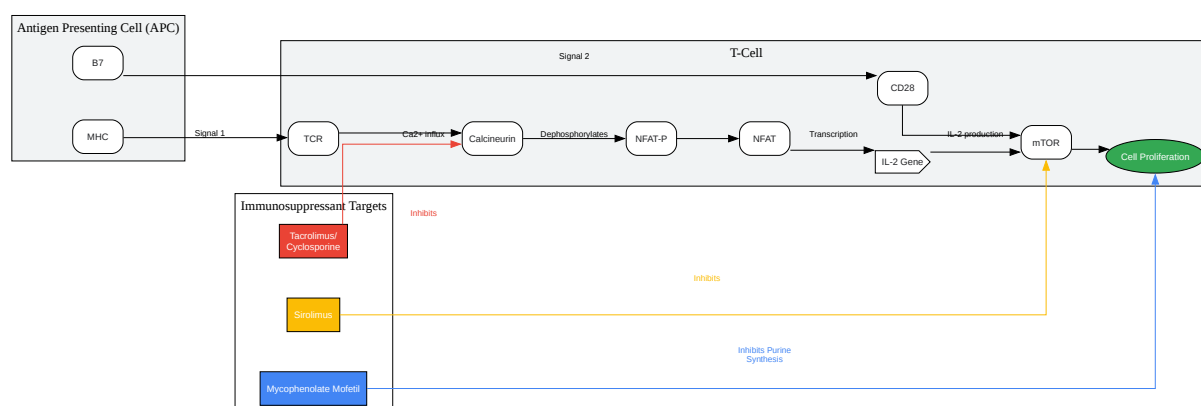 Antigen Presenting Cell (APC)
B7
MHC
Signal 1
Signal 2
T-Cell
CD28
TCR
Ca2+ influx
Calcineurin
Dephosphorylates
NFAT-P
NFAT
Transcription
IL-2 Gene
IL-2 production
mTOR
Cell Proliferation
Immunosuppressant Targets
Tacrolimus/
Cyclosporine
Inhibits
Sirolimus
Inhibits
Mycophenolate Mofetil
Inhibits Purine
Synthesis